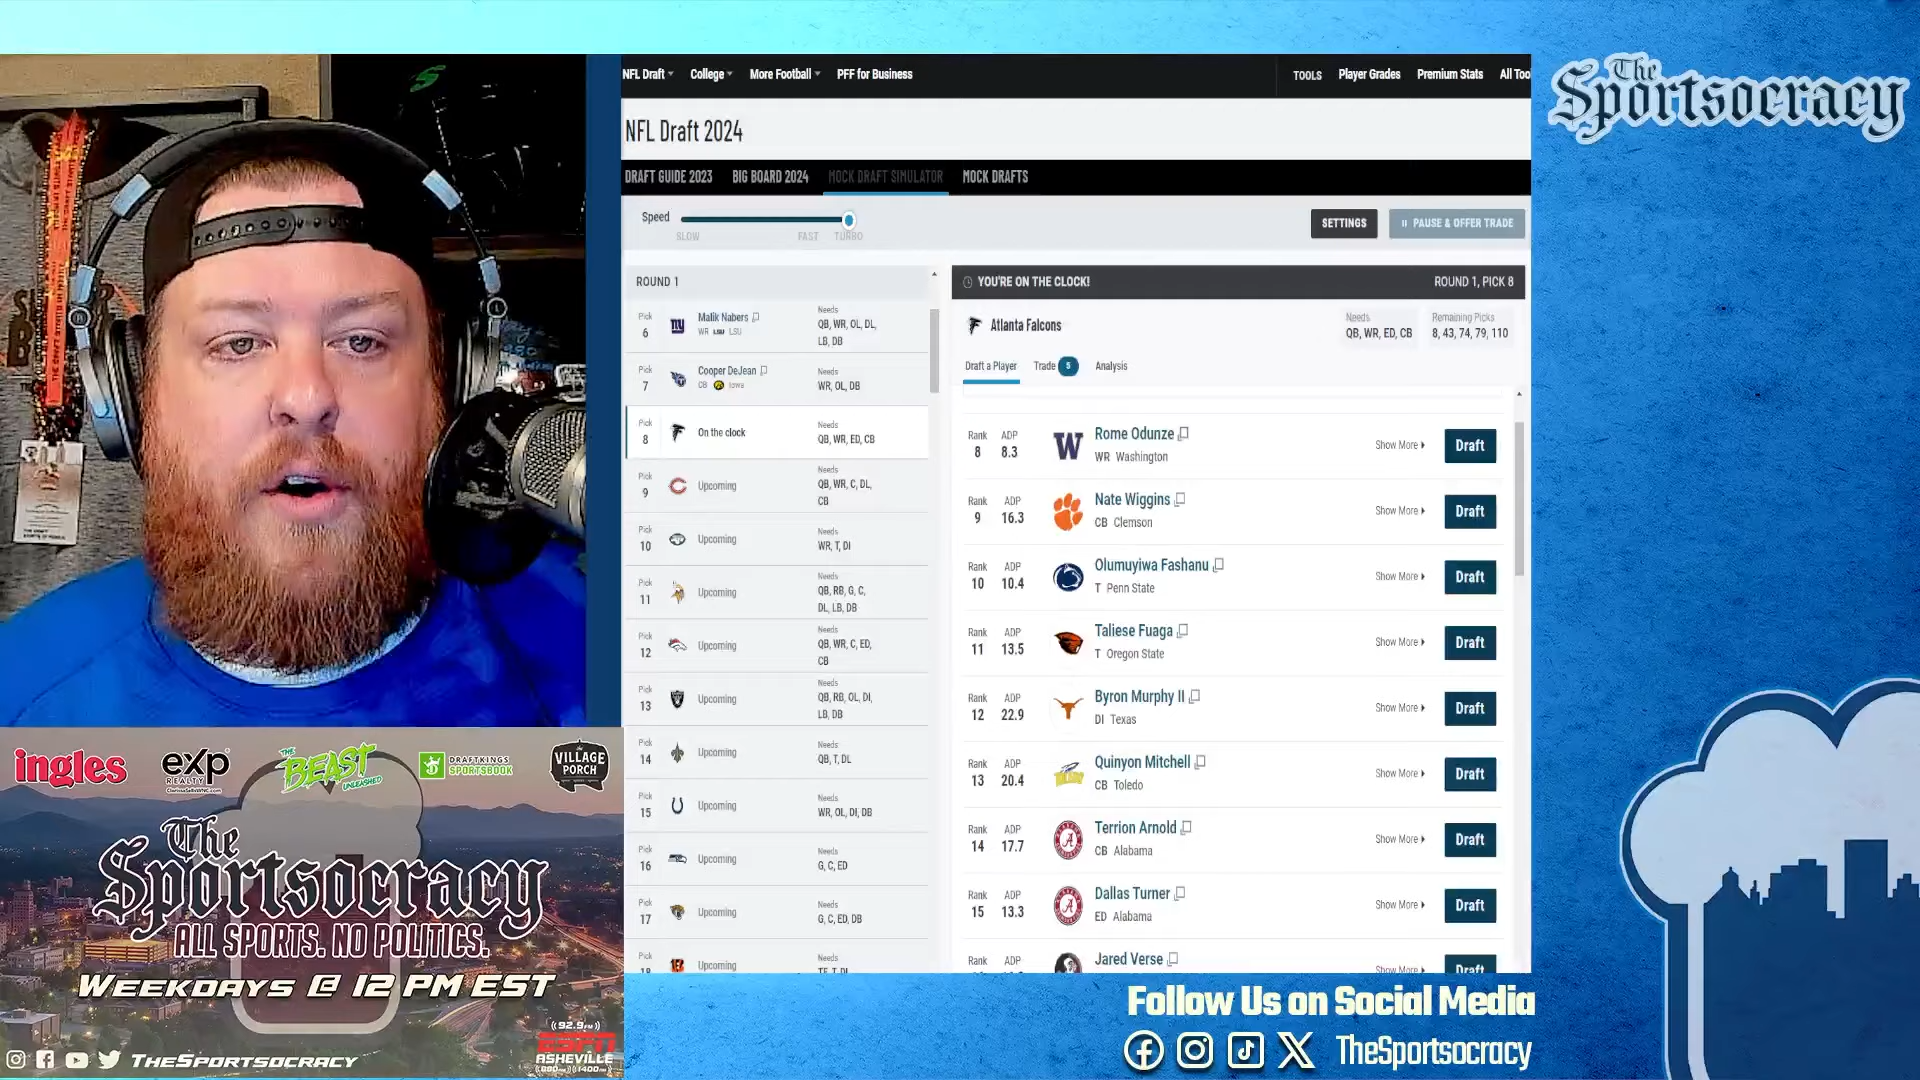 NFL Draft College More Football PFF for Business TOOLS Player Grades Premium Stats All Too
NFL Draft 2024
DRAFT GUIDE 2023 BIG BOARD 2024 MOCK DRAFT SIMULATOR MOCK DRAFTS
Speed
SLOW FAST TURBO
SETTINGS PAUSE & OFFER TRADE
ROUND 1
Pick 6 Malik Nabers
WR LSU LSU
Needs
QB, WR, OL, DL,
LB, DB
Pick 7 Cooper DeJean
CB Iowa
Needs
WR, OL, DB
Pick 8 On the clock
Needs
QB, WR, ED, CB
Pick 9 Upcoming
Needs
QB, WR, C, DL,
CB
Pick 10 Upcoming
Needs
WR, T, DI
Pick 11 Upcoming
Needs
QB, RB, G, C,
DL, LB, DB
Pick 12 Upcoming
Needs
QB, WR, C, ED,
CB
Pick 13 Upcoming
Needs
QB, RB, OL, DI,
LB, DB
Pick 14 Upcoming
Needs
QB, T, DL
Pick 15 Upcoming
Needs
WR, OL, DI, DB
Pick 16 Upcoming
Needs
G, C, ED
Pick 17 Upcoming
Needs
G, C, ED, DB
18 Upcoming
Needs
TE, T, DI
YOU'RE ON THE CLOCK! ROUND 1, PICK 8
Atlanta Falcons
Needs
QB, WR, ED, CB
Remaining Picks
8, 43, 74, 79, 110
Draft a Player Trade 5 Analysis
Rank 8 ADP 8.3 Rome Odunze
WR Washington
Show More Draft
Rank 9 ADP 16.3 Nate Wiggins
CB Clemson
Show More Draft
Rank 10 ADP 10.4 Olumuyiwa Fashanu
T Penn State
Show More Draft
Rank 11 ADP 13.5 Taliese Fuaga
T Oregon State
Show More Draft
Rank 12 ADP 22.9 Byron Murphy II
DI Texas
Show More Draft
Rank 13 ADP 20.4 Quinyon Mitchell
CB Toledo
Show More Draft
Rank 14 ADP 17.7 Terrion Arnold
CB Alabama
Show More Draft
Rank 15 ADP 13.3 Dallas Turner
ED Alabama
Show More Draft
Rank ADP Jared Verse
Show More Draft
The
Sportsocracy
ingles
exp
REALTY
THE
BEAST
UNLEASHED
DRAFTKINGS
SPORTSBOOK
the
VILLAGE
PORCH
The
Sportsocracy
ALL SPORTS. NO POLITICS.
WEEKDAYS @ 12 PM EST
92.9FM
ESPN
ASHEVILLE
THESPORTSOCRACY
Follow Us on Social Media
TheSportsocracy